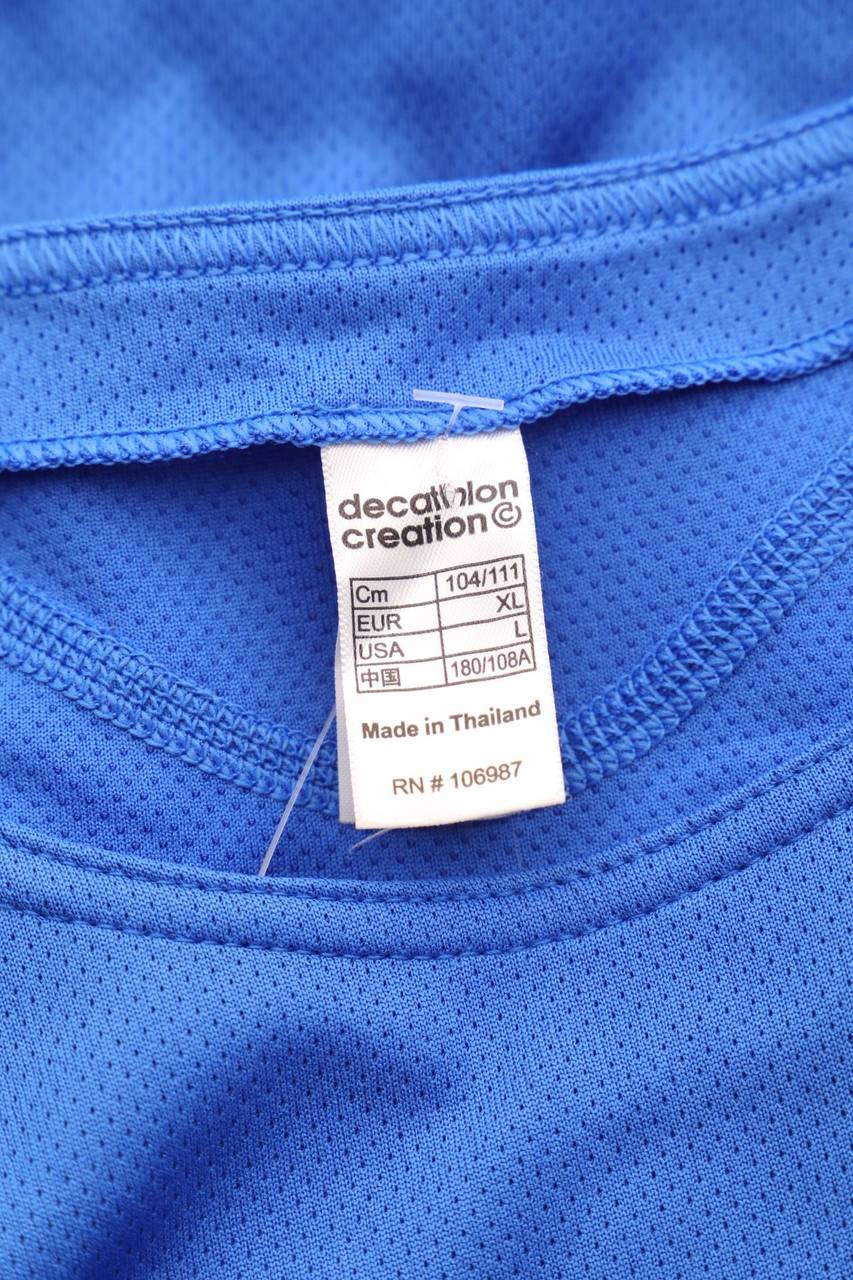 decathlon
creation ©
Cm 104/111
EUR XL
USA L
中国 180/108A
Made in Thailand
RN # 106987